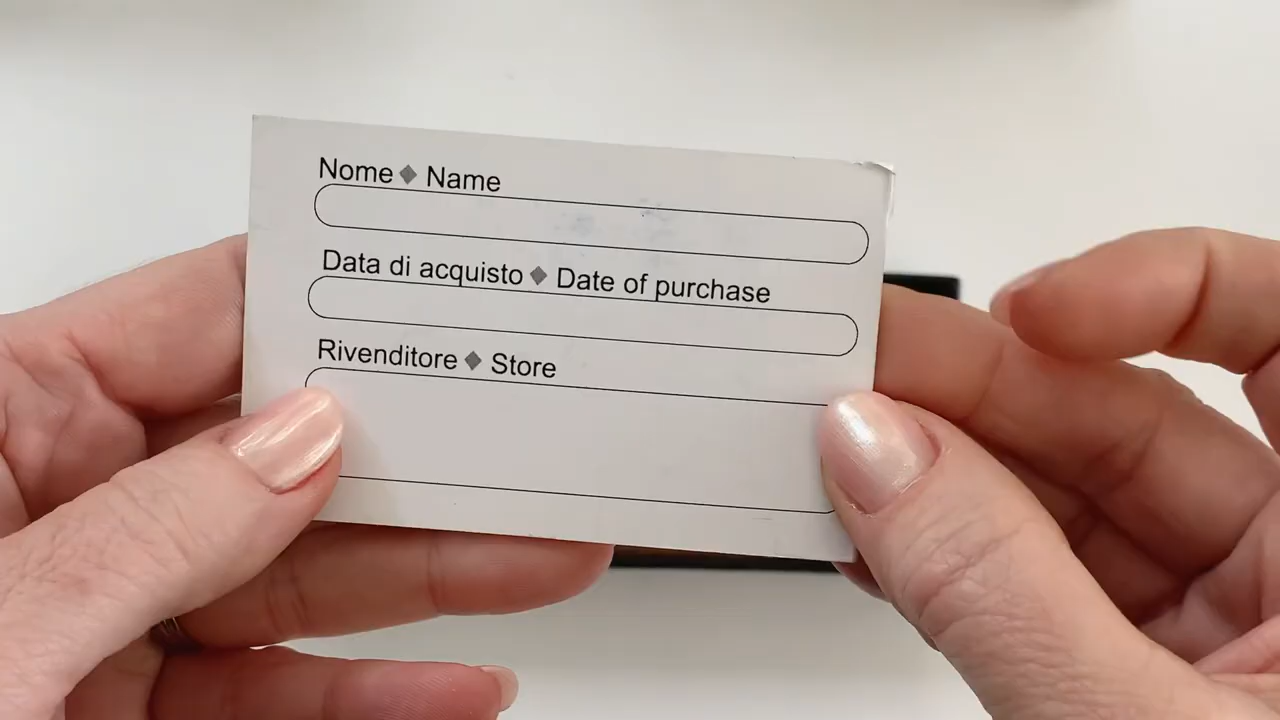 Nome ◆ Name
Data di acquisto ◆ Date of purchase
Rivenditore ◆ Store